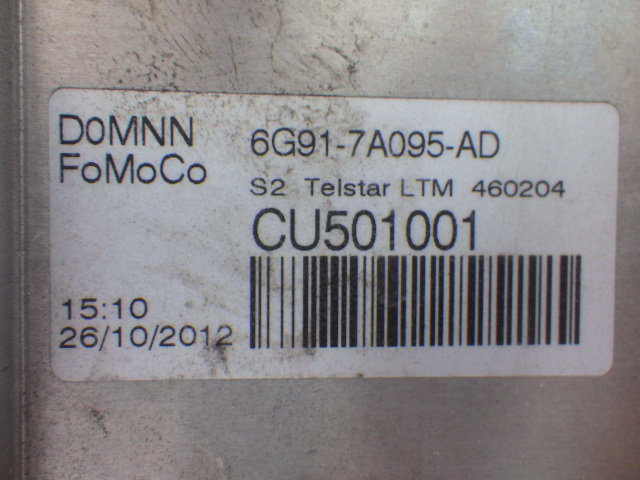 D0MNN
FoMoCo
6G91-7A095-AD
S2 Telstar LTM 460204
CU501001
15:10
26/10/2012